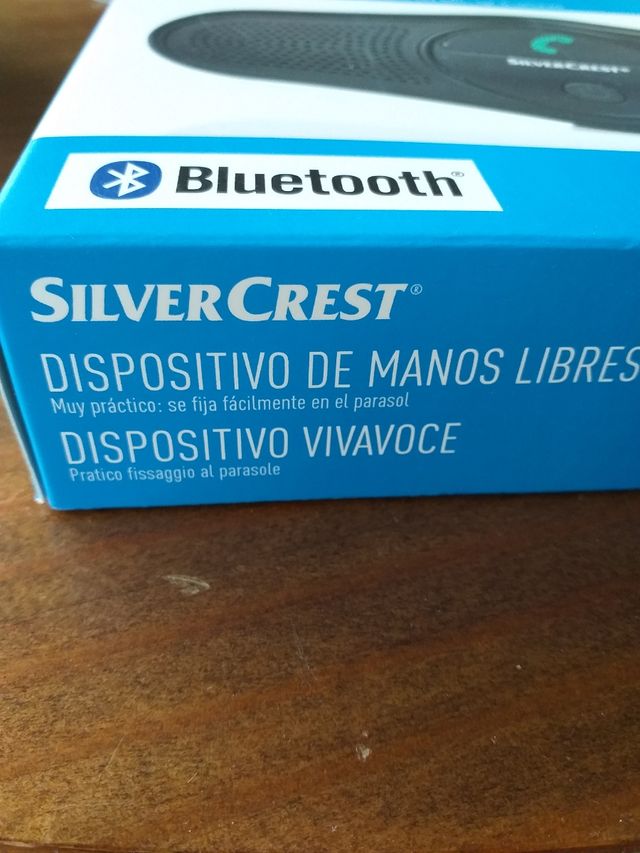 SILVERCREST®
Bluetooth®
SILVERCREST®
DISPOSITIVO DE MANOS LIBRES
Muy práctico: se fija fácilmente en el parasol
DISPOSITIVO VIVAVOCE
Pratico fissaggio al parasole